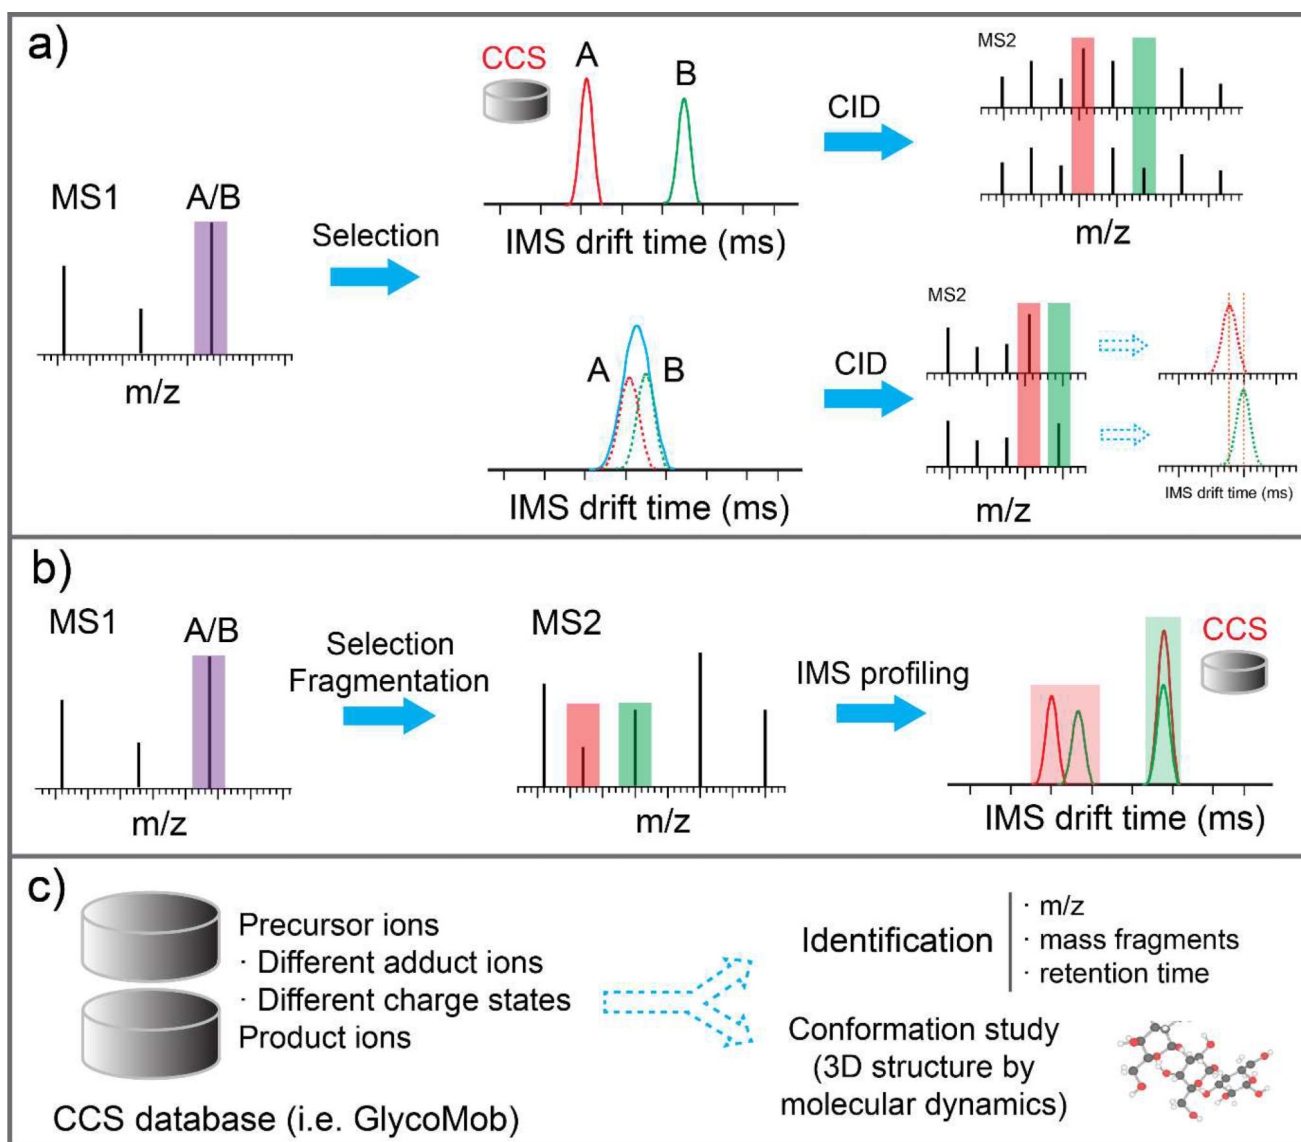 a)
MS1
A/B
m/z
Selection
CCS
A
B
IMS drift time (ms)
CID
MS2
m/z
A
B
IMS drift time (ms)
CID
MS2
m/z
IMS drift time (ms)
b)
MS1
A/B
m/z
Selection
Fragmentation
MS2
m/z
IMS profiling
CCS
IMS drift time (ms)
c)
Precursor ions
· Different adduct ions
· Different charge states
Product ions
CCS database (i.e. GlycoMob)
Identification
· m/z
· mass fragments
· retention time
Conformation study
(3D structure by
molecular dynamics)